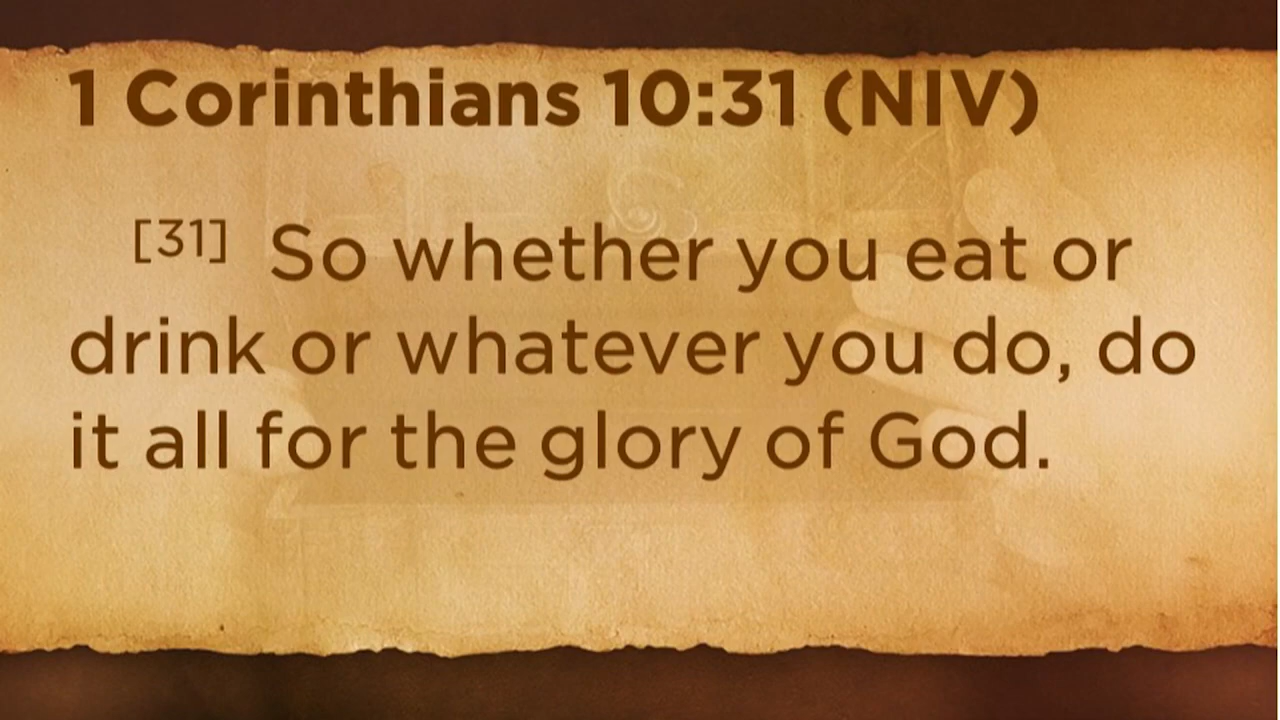 1 Corinthians 10:31 (NIV)
[31] So whether you eat or
drink or whatever you do, do
it all for the glory of God.